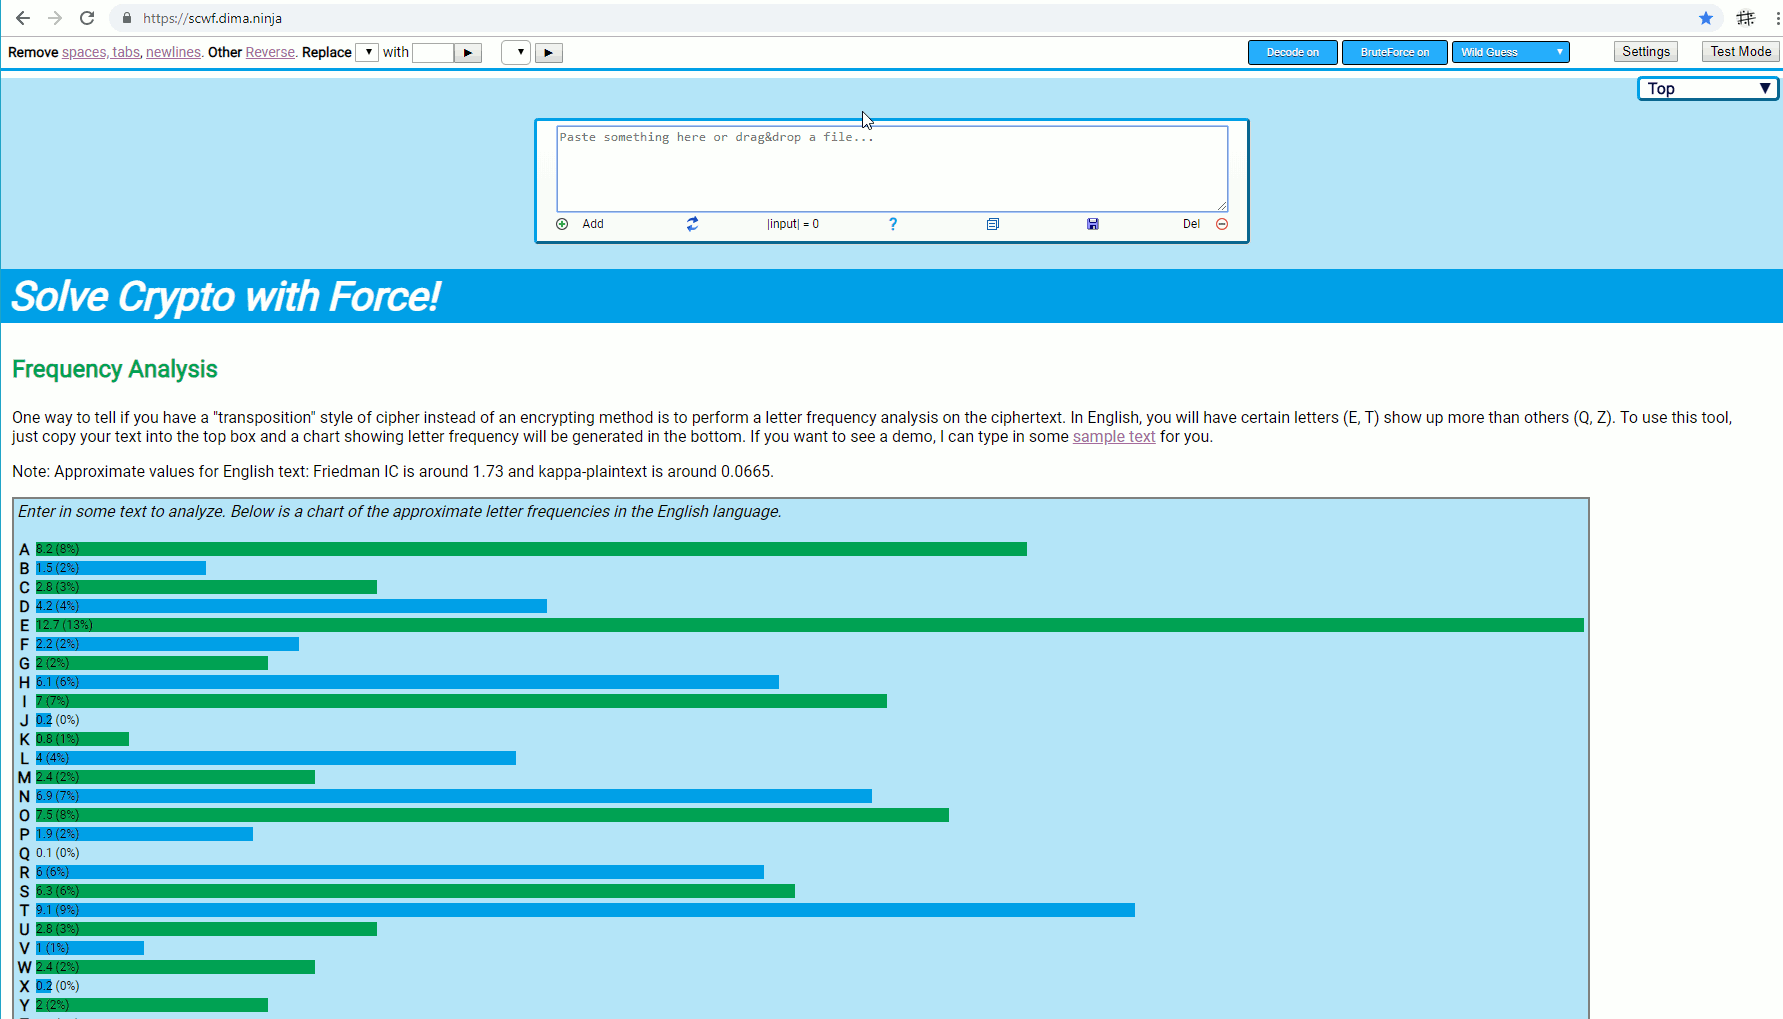 https://scwf.dima.ninja
Remove spaces, tabs, newlines. Other Reverse. Replace ▼ with ▶ ▼ ▶ Decode on BruteForce on Wild Guess ▼ Settings Test Mode
Top ▼
Paste something here or drag&drop a file...
Add |input| = 0 ? Del
Solve Crypto with Force!
Frequency Analysis
One way to tell if you have a "transposition" style of cipher instead of an encrypting method is to perform a letter frequency analysis on the ciphertext. In English, you will have certain letters (E, T) show up more than others (Q, Z). To use this tool,
just copy your text into the top box and a chart showing letter frequency will be generated in the bottom. If you want to see a demo, I can type in some sample text for you.
Note: Approximate values for English text: Friedman IC is around 1.73 and kappa-plaintext is around 0.0665.
Enter in some text to analyze. Below is a chart of the approximate letter frequencies in the English language.
A 8.2 (8%)
B 1.5 (2%)
C 2.8 (3%)
D 4.2 (4%)
E 12.7 (13%)
F 2.2 (2%)
G 2 (2%)
H 6.1 (6%)
I 7 (7%)
J 0.2 (0%)
K 0.8 (1%)
L 4 (4%)
M 2.4 (2%)
N 6.9 (7%)
O 7.5 (8%)
P 1.9 (2%)
Q 0.1 (0%)
R 6 (6%)
S 6.3 (6%)
T 9.1 (9%)
U 2.8 (3%)
V 1 (1%)
W 2.4 (2%)
X 0.2 (0%)
Y 2 (2%)